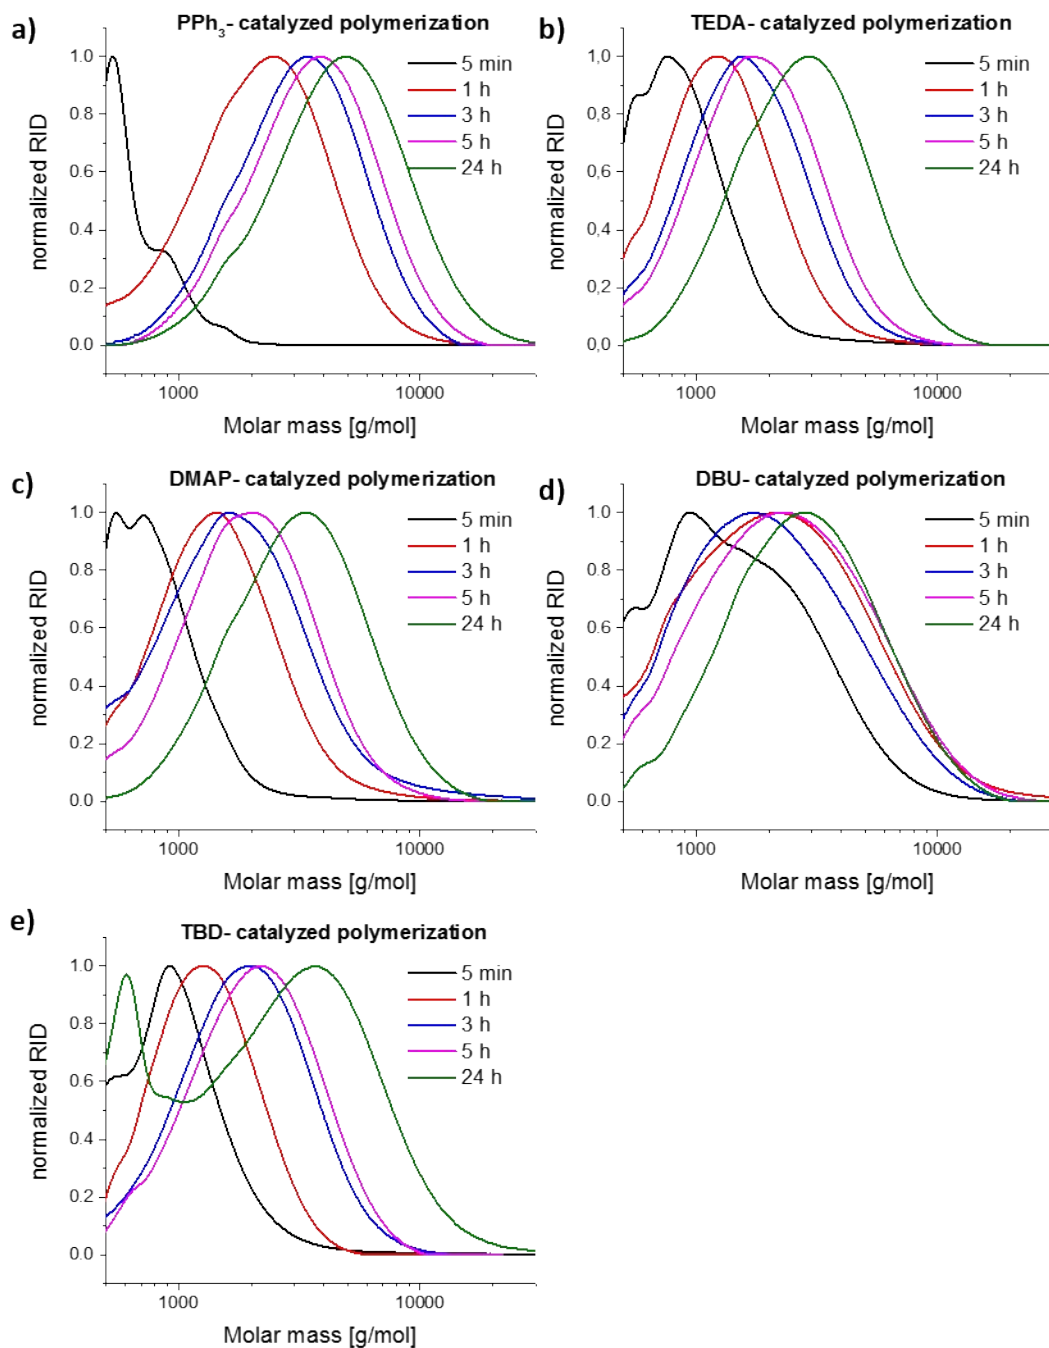 a)
PPh₃- catalyzed polymerization
normalized RID
1.0
0.8
0.6
0.4
0.2
0.0
5 min
1 h
3 h
5 h
24 h
1000 10000
Molar mass [g/mol]
b)
TEDA- catalyzed polymerization
normalized RID
1,0
0,8
0,6
0,4
0,2
0,0
5 min
1 h
3 h
5 h
24 h
1000 10000
Molar mass [g/mol]
c)
DMAP- catalyzed polymerization
normalized RID
1.0
0.8
0.6
0.4
0.2
0.0
5 min
1 h
3 h
5 h
24 h
1000 10000
Molar mass [g/mol]
d)
DBU- catalyzed polymerization
normalized RID
1.0
0.8
0.6
0.4
0.2
0.0
5 min
1 h
3 h
5 h
24 h
1000 10000
Molar mass [g/mol]
e)
TBD- catalyzed polymerization
normalized RID
1.0
0.8
0.6
0.4
0.2
0.0
5 min
1 h
3 h
5 h
24 h
1000 10000
Molar mass [g/mol]